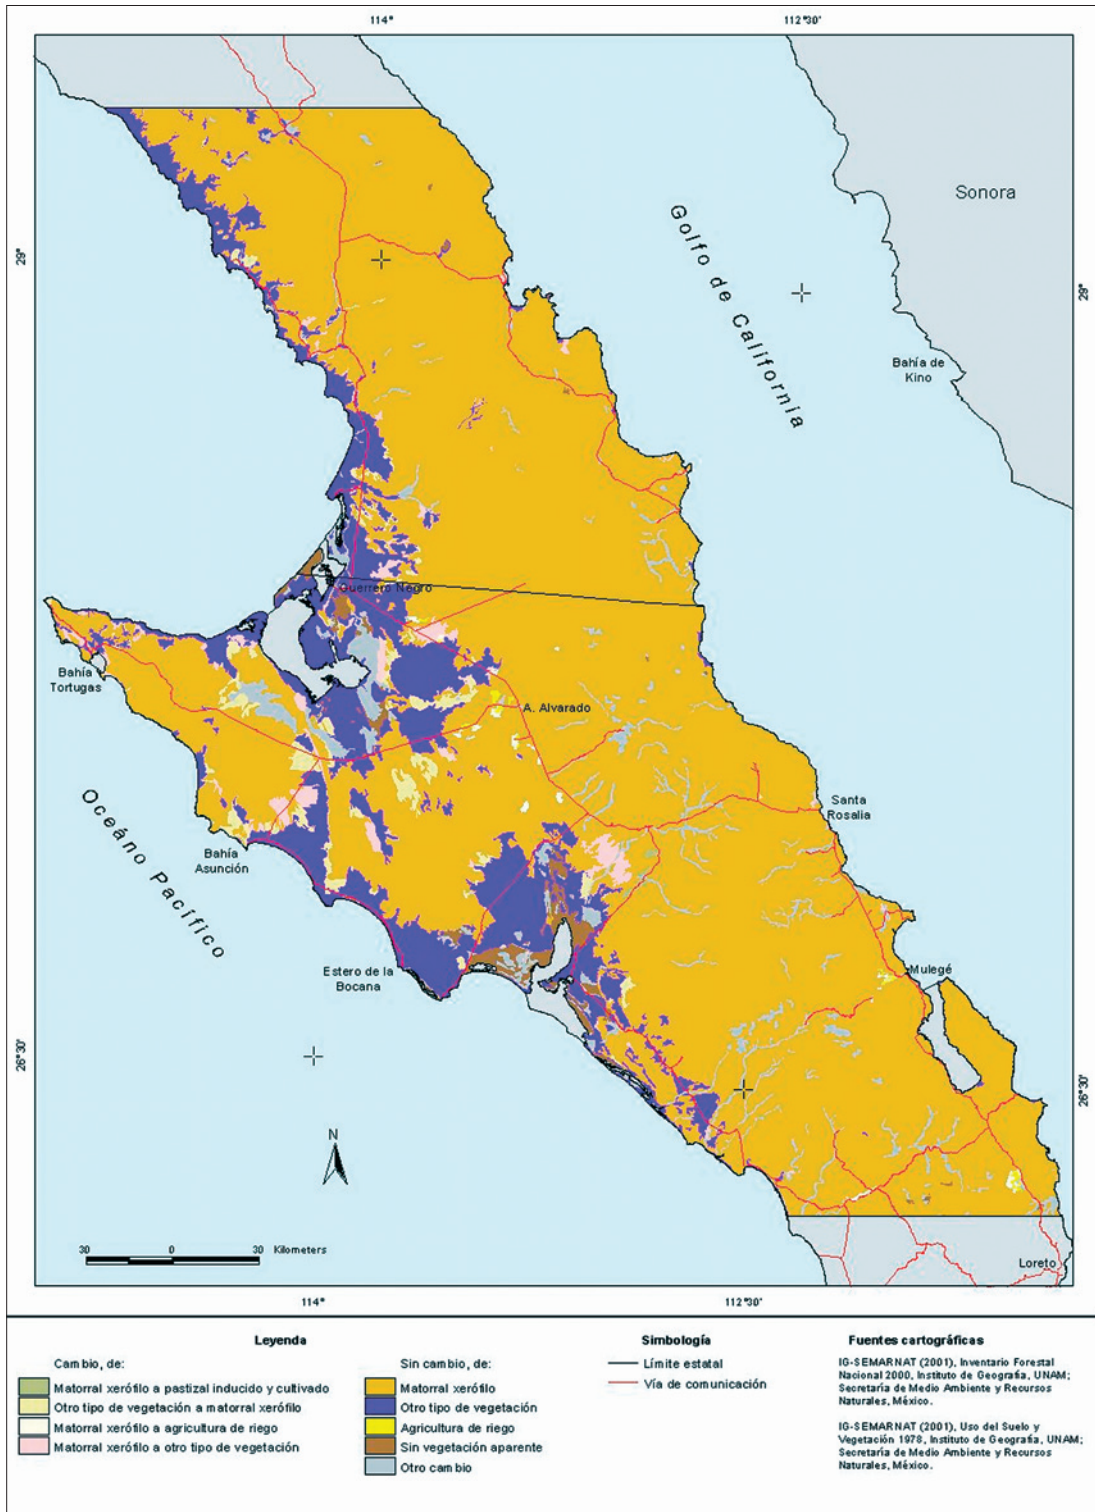 114°
112°30'
Sonora
29°
29°
Golfo de California
Bahía de
Kino
Guerrero Negro
Bahía
Tortugas
A. Alvarado
Santa
Rosalia
Océano Pacífico
Bahía
Asunción
Estero de la
Bocana
Mulegé
26°30'
26°30'
N
30 0 30 Kilometers
Loreto
114°
112°30'
Leyenda
Cambio, de:
Matorral xerófilo a pastizal inducido y cultivado
Otro tipo de vegetación a matorral xerófilo
Matorral xerófilo a agricultura de riego
Matorral xerófilo a otro tipo de vegetación
Sin cambio, de:
Matorral xerófilo
Otro tipo de vegetación
Agricultura de riego
Sin vegetación aparente
Otro cambio
Simbología
Límite estatal
Vía de comunicación
Fuentes cartográficas
IG-SEMARNAT (2001), Inventario Forestal
Nacional 2000, Instituto de Geografía, UNAM;
Secretaría de Medio Ambiente y Recursos
Naturales, México.
IG-SEMARNAT (2001), Uso del Suelo y
Vegetación 1978, Instituto de Geografía, UNAM;
Secretaría de Medio Ambiente y Recursos
Naturales, México.